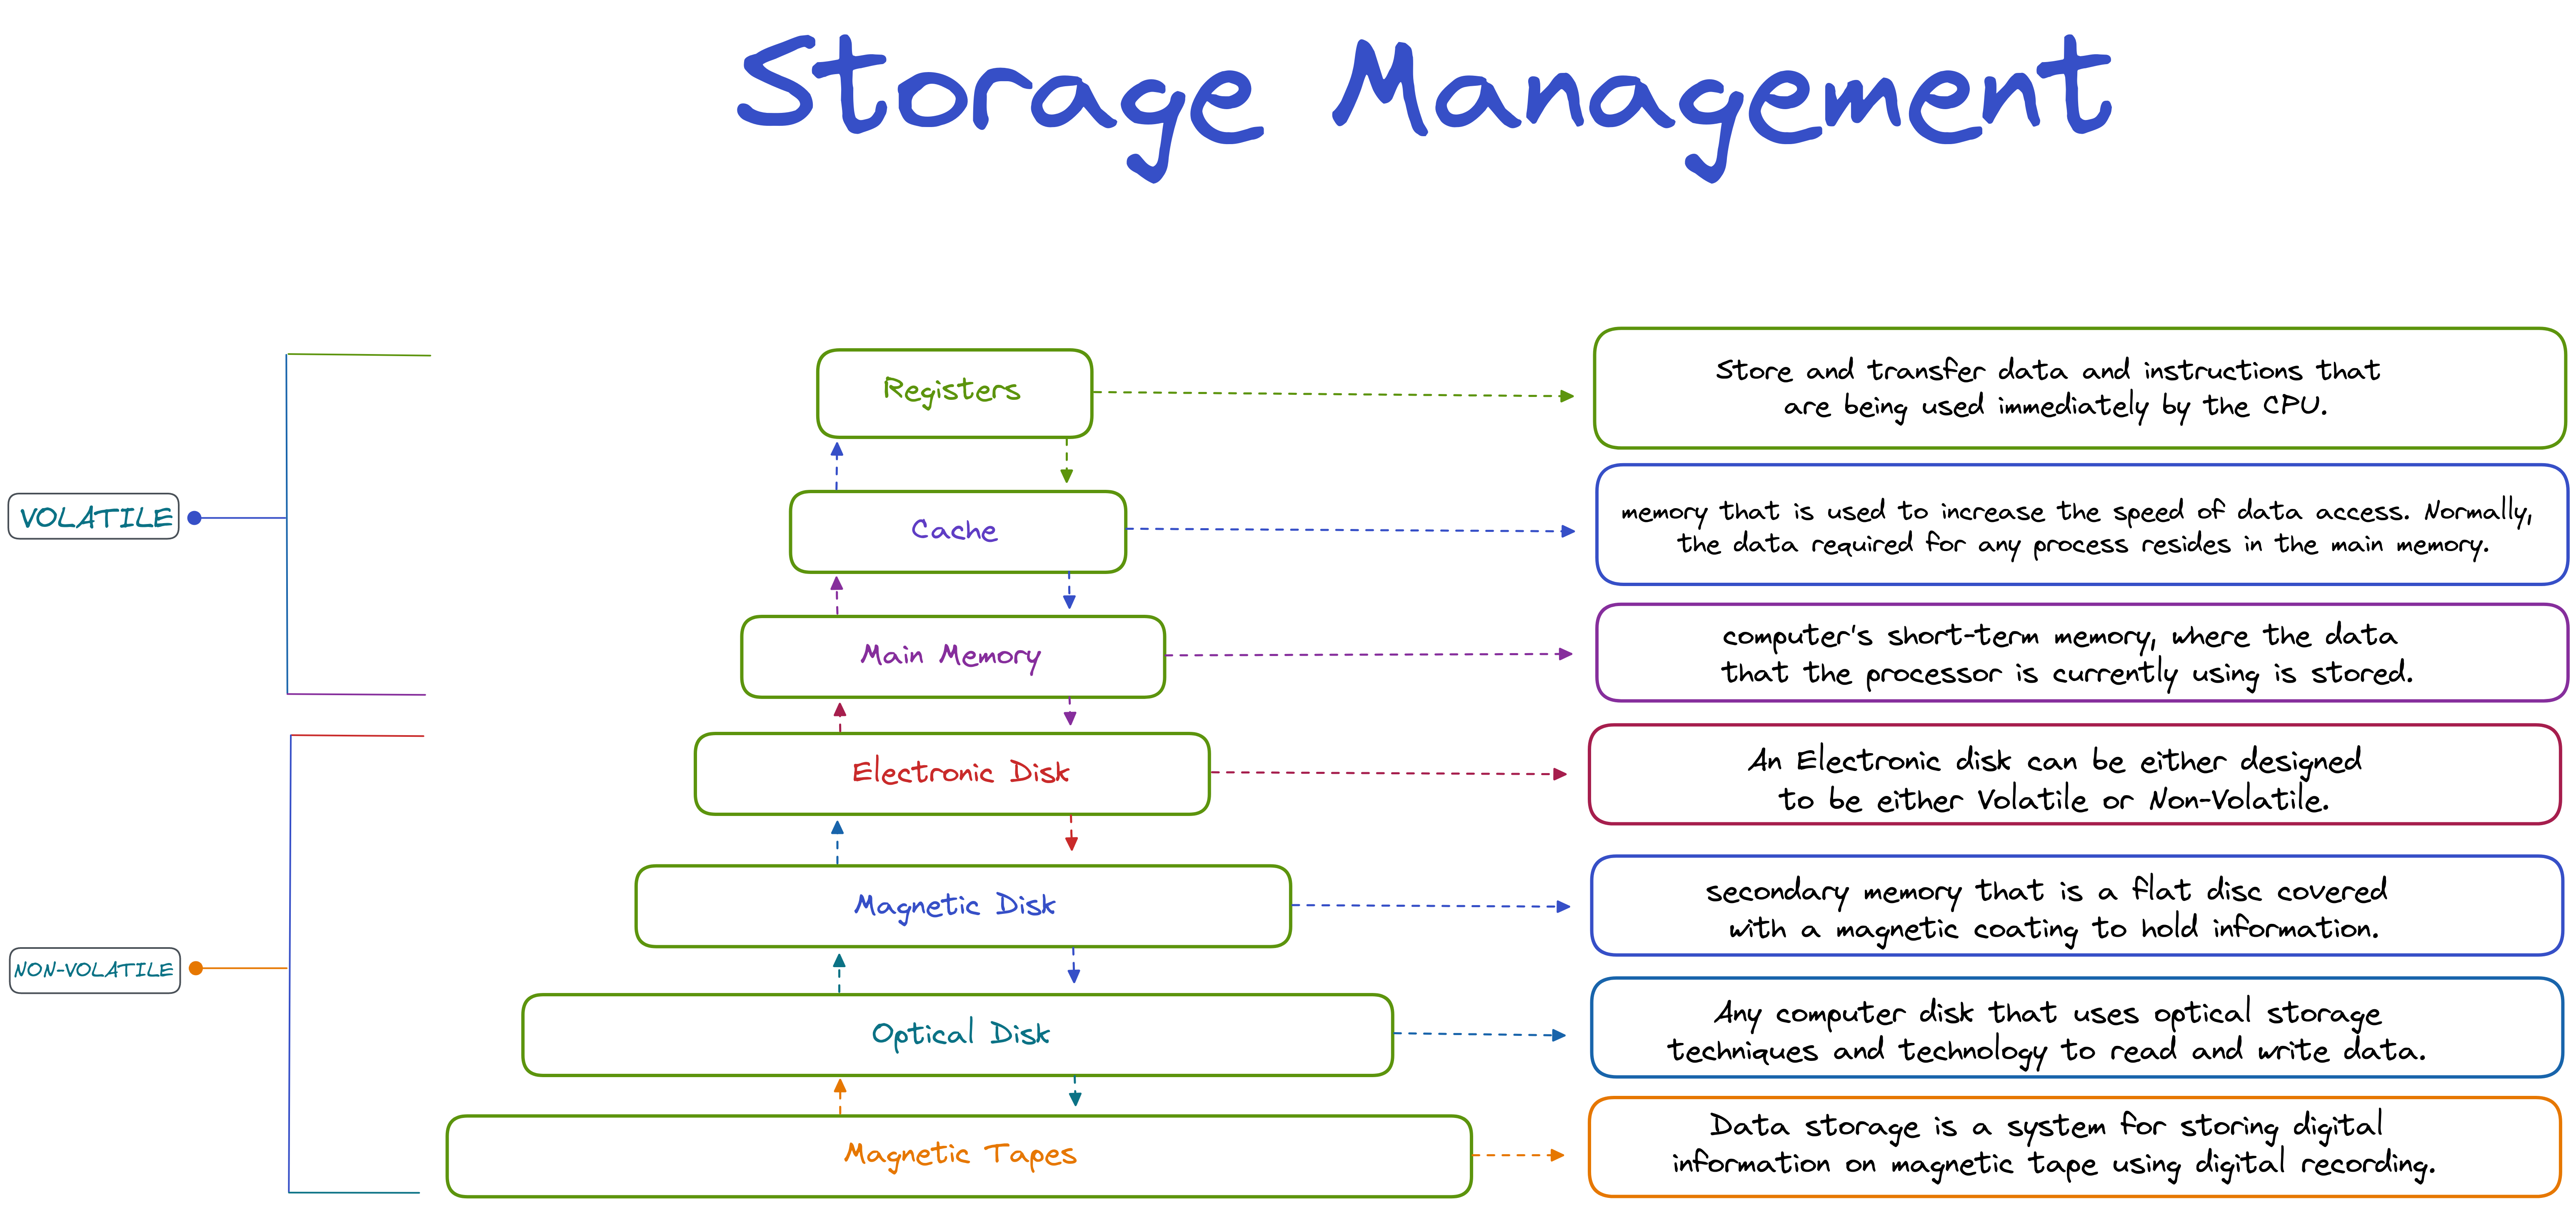 Storage Management
Registers
Store and transfer data and instructions that
are being used immediately by the CPU.
VOLATILE
Cache
memory that is used to increase the speed of data access. Normally,
the data required for any process resides in the main memory.
Main Memory
computer's short-term memory, where the data
that the processor is currently using is stored.
Electronic Disk
An Electronic disk can be either designed
to be either Volatile or Non-Volatile.
Magnetic Disk
secondary memory that is a flat disc covered
with a magnetic coating to hold information.
NON-VOLATILE
Optical Disk
Any computer disk that uses optical storage
techniques and technology to read and write data.
Magnetic Tapes
Data storage is a system for storing digital
information on magnetic tape using digital recording.